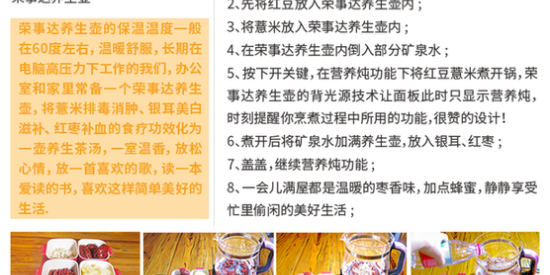 荣事达养生壶的保温温度一般
在60度左右，温暖舒服，长期在
电脑高压力下工作的我们，办公
室和家里常备一个荣事达养生
壶，将薏米排毒消肿、银耳美白
滋补、红枣补血的食疗功效化为
一壶养生茶汤，一室温香，放松
心情，放一首喜欢的歌，读一本
爱读的书，喜欢这样简单美好的
生活.
2、先将红豆放入荣事达养生壶内；
3、将薏米放入荣事达养生壶内；
4、在荣事达养生壶内倒入部分矿泉水；
5、按下开关键，在营养炖功能下将红豆薏米煮开锅，荣
事达养生壶的背光源技术让面板此时只显示营养炖，
时刻提醒你烹煮过程中所用的功能，很赞的设计！
6、煮开后将矿泉水加满养生壶，放入银耳、红枣；
7、盖盖，继续营养炖功能；
8、一会儿满屋都是温暖的枣香味，加点蜂蜜，静静享受
忙里偷闲的美好生活；